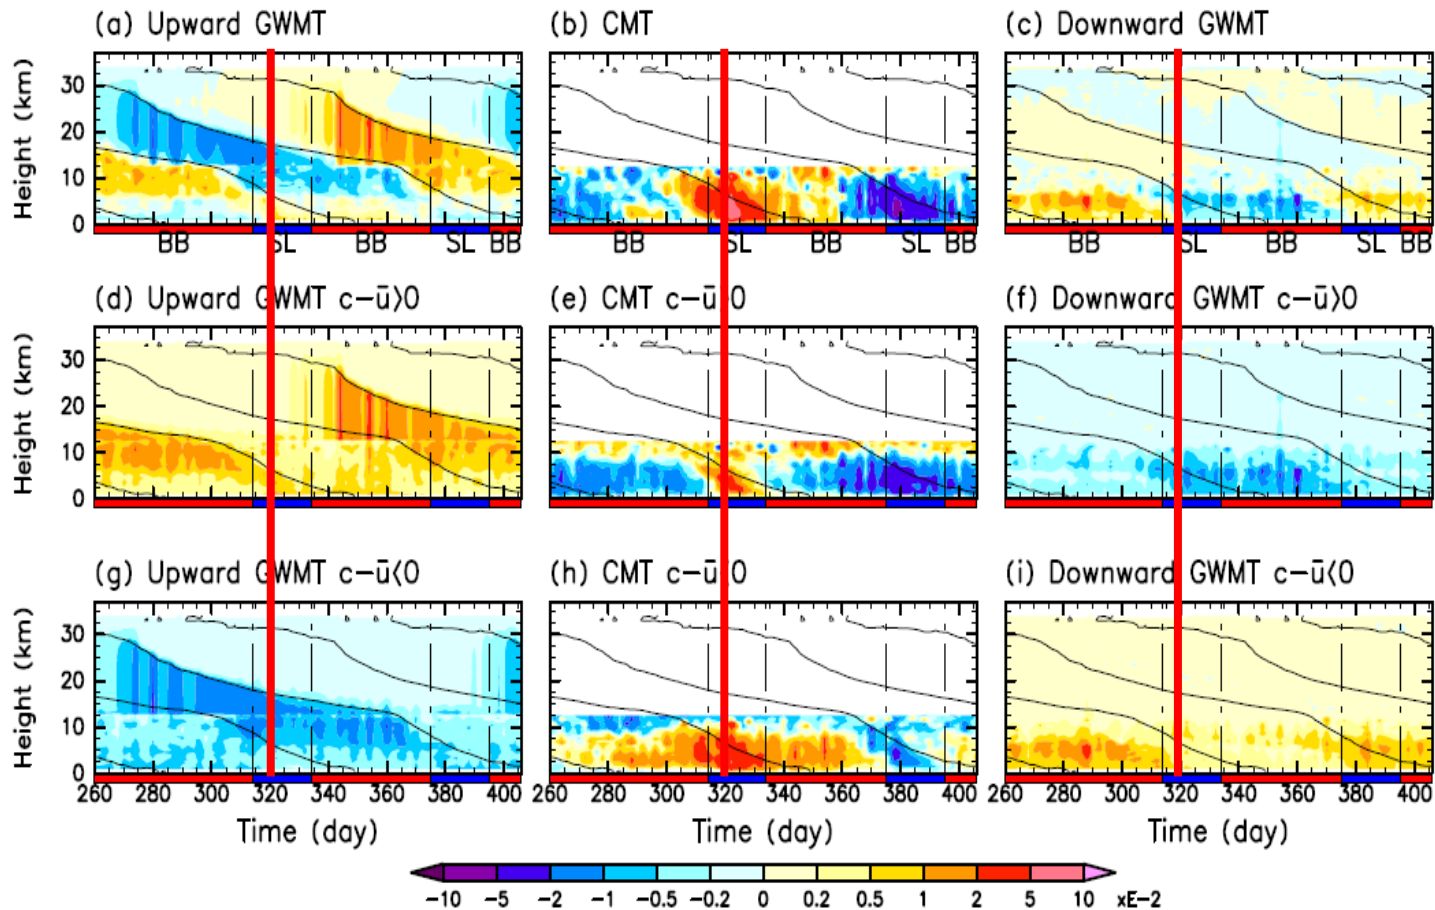 (a) Upward GWMT (b) CMT (c) Downward GWMT
Height (km)
30
20
10
0
BB SL BB SL BB BB SL BB SL BB BB SL BB SL BB
(d) Upward GWMT c-ū>0 (e) CMT c-ū 0 (f) Downward GWMT c-ū>0
Height (km)
30
20
10
0
(g) Upward GWMT c-ū<0 (h) CMT c-ū 0 (i) Downward GWMT c-ū<0
Height (km)
30
20
10
0
260 280 300 320 340 360 380 400 260 280 300 320 340 360 380 400 260 280 300 320 340 360 380 400
Time (day) Time (day) Time (day)
-10 -5 -2 -1 -0.5 -0.2 0 0.2 0.5 1 2 5 10 xE-2